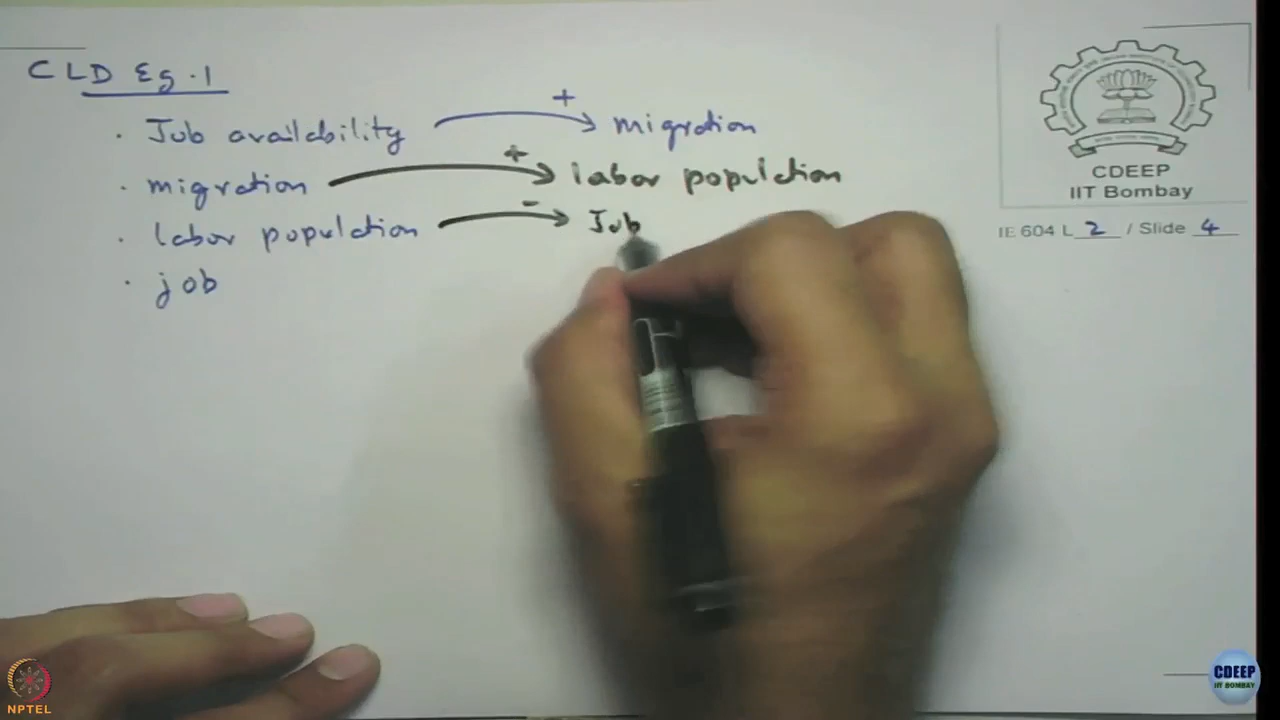 CLD Eg.1
. Job availability + migration
. migration + labor population
. labor population - Job
. job
CDEEP
IIT Bombay
IE 604 L 2 / Slide 4
NPTEL
CDEEP
IIT BOMBAY